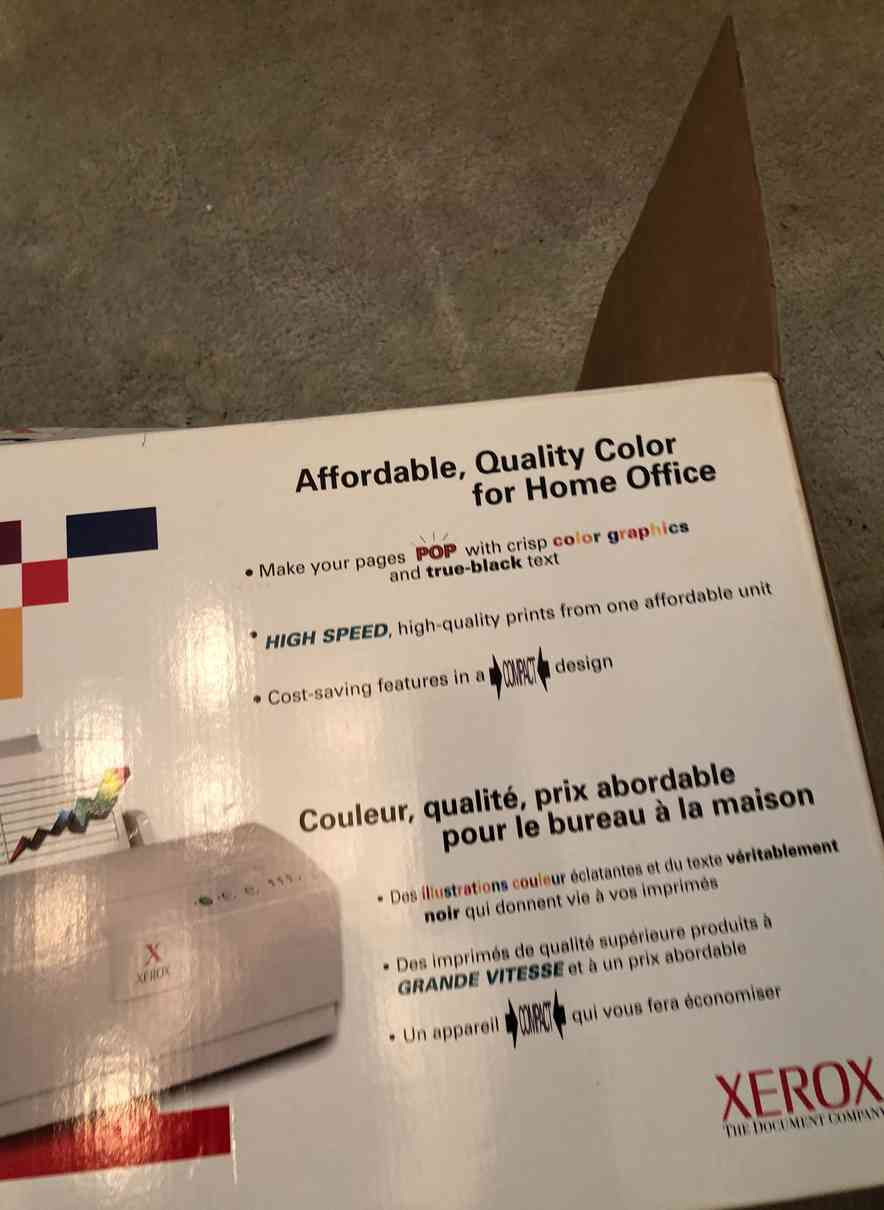 Affordable, Quality Color
for Home Office
• Make your pages POP with crisp color graphics
and true-black text
• HIGH SPEED, high-quality prints from one affordable unit
• Cost-saving features in a COMPACT design
Couleur, qualité, prix abordable
pour le bureau à la maison
• Des illustrations couleur éclatantes et du texte véritablement
noir qui donnent vie à vos imprimés
• Des imprimés de qualité supérieure produits à
GRANDE VITESSE et à un prix abordable
• Un appareil COMPACT qui vous fera économiser
X
XEROX
XEROX
THE DOCUMENT COMPANY